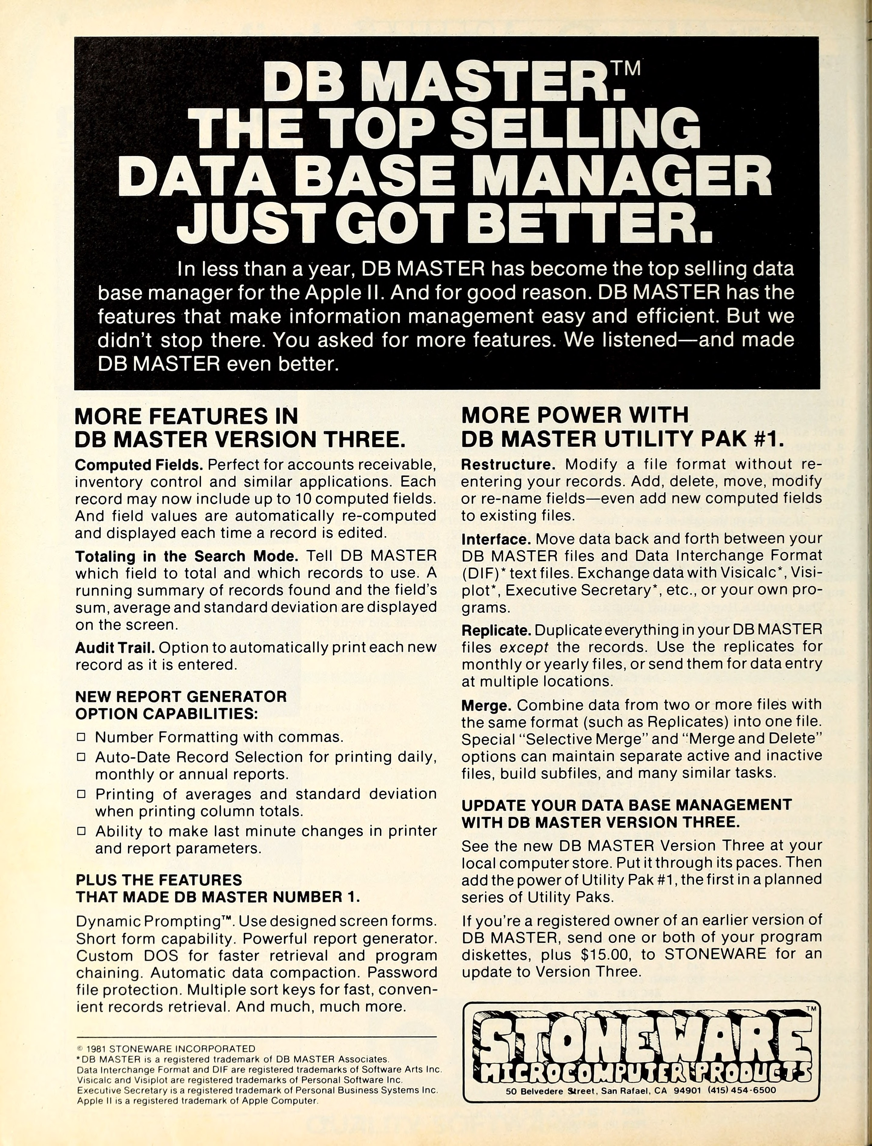 DB MASTER.™
THE TOP SELLING
DATA BASE MANAGER
JUST GOT BETTER.
In less than a year, DB MASTER has become the top selling data
base manager for the Apple II. And for good reason. DB MASTER has the
features that make information management easy and efficient. But we
didn't stop there. You asked for more features. We listened—and made
DB MASTER even better.
MORE FEATURES IN
DB MASTER VERSION THREE.
Computed Fields. Perfect for accounts receivable,
inventory control and similar applications. Each
record may now include up to 10 computed fields.
And field values are automatically re-computed
and displayed each time a record is edited.
Totaling in the Search Mode. Tell DB MASTER
which field to total and which records to use. A
running summary of records found and the field's
sum, average and standard deviation are displayed
on the screen.
Audit Trail. Option to automatically print each new
record as it is entered.
NEW REPORT GENERATOR
OPTION CAPABILITIES:
□ Number Formatting with commas.
□ Auto-Date Record Selection for printing daily,
monthly or annual reports.
□ Printing of averages and standard deviation
when printing column totals.
□ Ability to make last minute changes in printer
and report parameters.
PLUS THE FEATURES
THAT MADE DB MASTER NUMBER 1.
Dynamic Prompting™. Use designed screen forms.
Short form capability. Powerful report generator.
Custom DOS for faster retrieval and program
chaining. Automatic data compaction. Password
file protection. Multiple sort keys for fast, conven-
ient records retrieval. And much, much more.
© 1981 STONEWARE INCORPORATED
*DB MASTER is a registered trademark of DB MASTER Associates.
Data Interchange Format and DIF are registered trademarks of Software Arts Inc.
Visicalc and Visiplot are registered trademarks of Personal Software Inc.
Executive Secretary is a registered trademark of Personal Business Systems Inc.
Apple II is a registered trademark of Apple Computer.
MORE POWER WITH
DB MASTER UTILITY PAK #1.
Restructure. Modify a file format without re-
entering your records. Add, delete, move, modify
or re-name fields—even add new computed fields
to existing files.
Interface. Move data back and forth between your
DB MASTER files and Data Interchange Format
(DIF)* text files. Exchange data with Visicalc*, Visi-
plot*, Executive Secretary*, etc., or your own pro-
grams.
Replicate. Duplicate everything in your DB MASTER
files except the records. Use the replicates for
monthly or yearly files, or send them for data entry
at multiple locations.
Merge. Combine data from two or more files with
the same format (such as Replicates) into one file.
Special "Selective Merge" and "Merge and Delete"
options can maintain separate active and inactive
files, build subfiles, and many similar tasks.
UPDATE YOUR DATA BASE MANAGEMENT
WITH DB MASTER VERSION THREE.
See the new DB MASTER Version Three at your
local computer store. Put it through its paces. Then
add the power of Utility Pak #1, the first in a planned
series of Utility Paks.
If you're a registered owner of an earlier version of
DB MASTER, send one or both of your program
diskettes, plus $15.00, to STONEWARE for an
update to Version Three.
STONEWARE™
MICROCOMPUTER PRODUCTS
50 Belvedere Street, San Rafael, CA 94901 (415) 454-6500